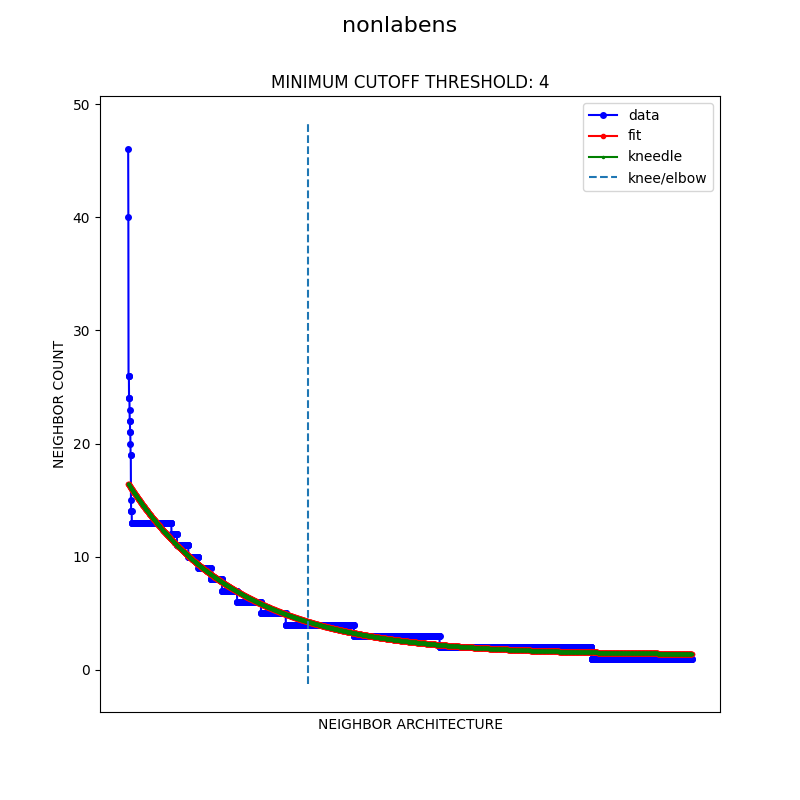 nonlabens
MINIMUM CUTOFF THRESHOLD: 4
data
fit
kneedle
knee/elbow
50
40
30
20
10
0
NEIGHBOR COUNT
NEIGHBOR ARCHITECTURE